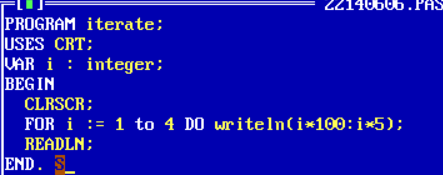 22140606.PAS
PROGRAM iterate;
USES CRT;
VAR i : integer;
BEGIN
CLRSCR;
FOR i := 1 to 4 DO writeln(i*100:i*5);
READLN;
END. S